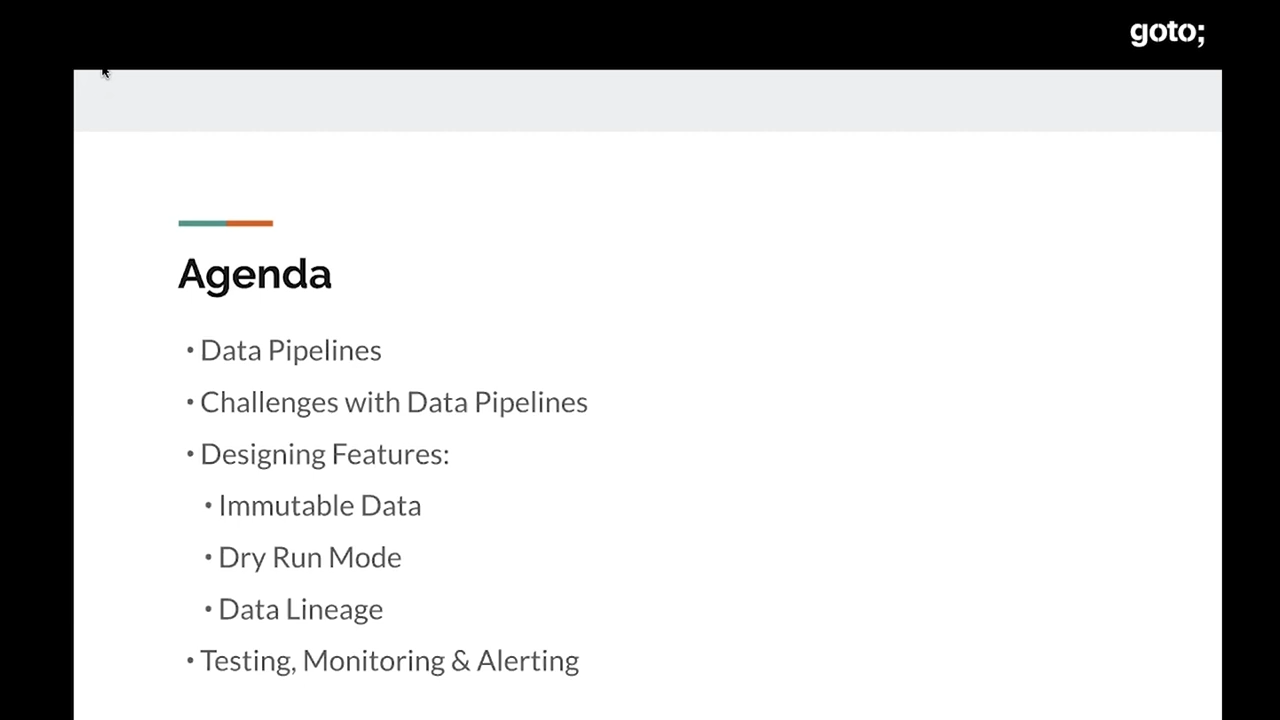 goto;
Agenda
• Data Pipelines
• Challenges with Data Pipelines
• Designing Features:
• Immutable Data
• Dry Run Mode
• Data Lineage
• Testing, Monitoring & Alerting